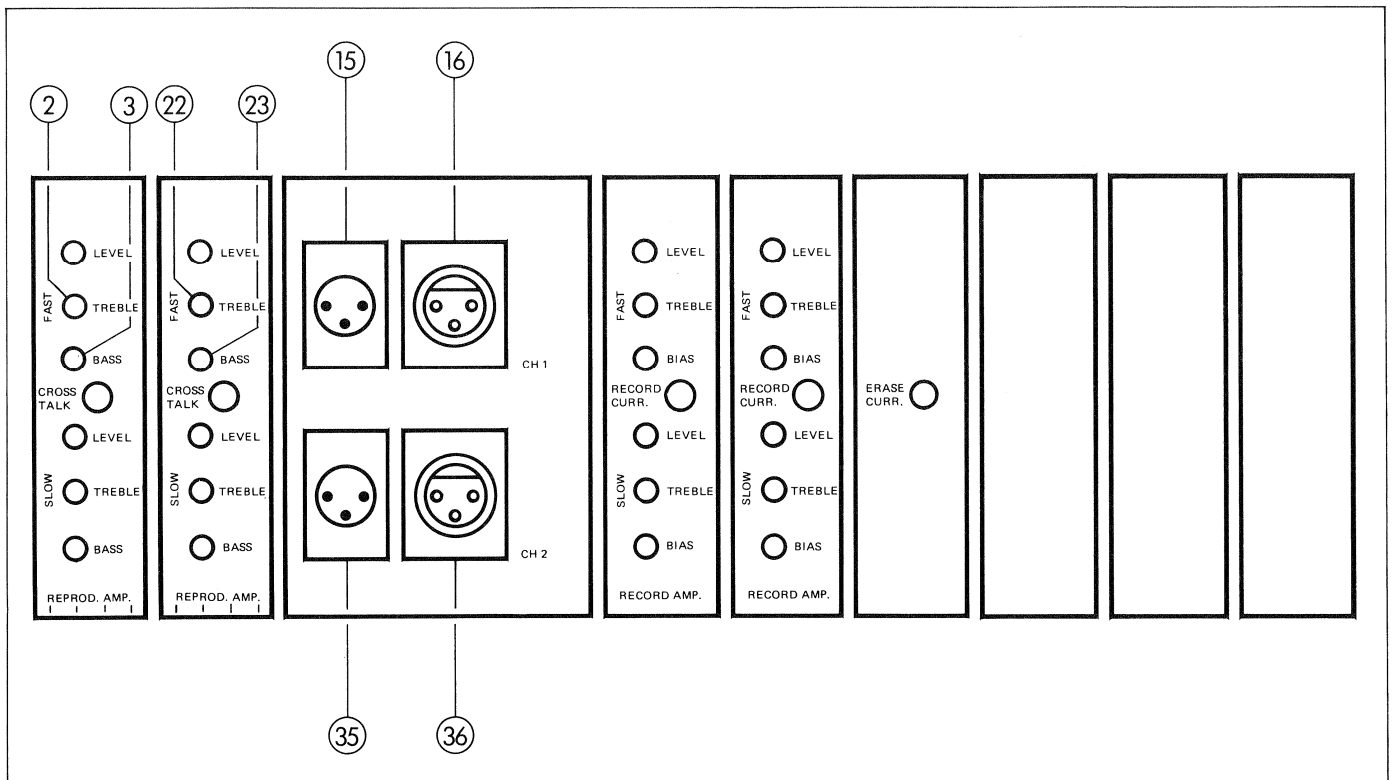 15 16
2 3 22 23
LEVEL
FAST
TREBLE
BASS
CROSS
TALK
LEVEL
SLOW
TREBLE
BASS
REPROD. AMP.
LEVEL
FAST
TREBLE
BASS
CROSS
TALK
LEVEL
SLOW
TREBLE
BASS
REPROD. AMP.
CH 1
CH 2
LEVEL
FAST
TREBLE
BIAS
RECORD
CURR.
LEVEL
SLOW
TREBLE
BIAS
RECORD AMP.
LEVEL
FAST
TREBLE
BIAS
RECORD
CURR.
LEVEL
SLOW
TREBLE
BIAS
RECORD AMP.
ERASE
CURR.
35 36